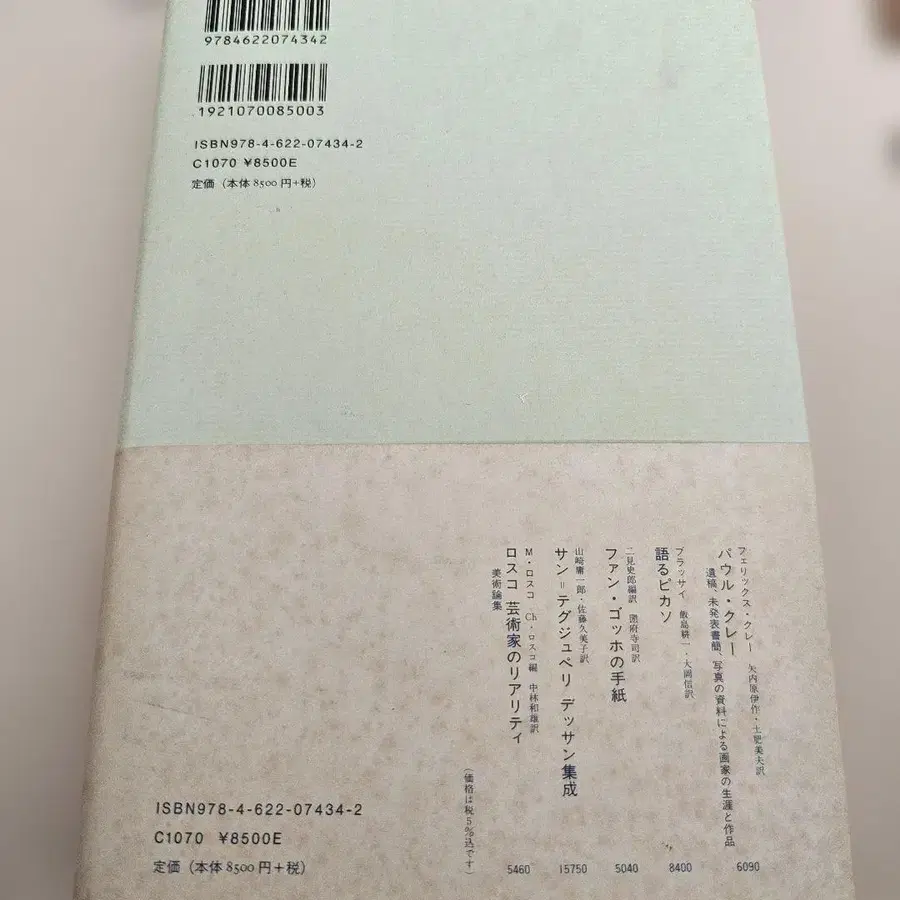 9784622074342
1921070085003
ISBN978-4-622-07434-2
C1070 ¥8500E
定価（本体8500円+税）
フェリックス・クレー 矢内原伊作・土肥美夫訳
パウル・クレー
遺稿、未発表書簡、写真の資料による画家の生涯と作品
6090
ブラッサイ 飯島耕一・大岡信訳
語るピカソ
8400
二見史郎編訳 圀府寺司訳
ファン・ゴッホの手紙
5040
山崎庸一郎・佐藤久美子訳
サン=テグジュペリ デッサン集成
15750
M・ロスコ Ch・ロスコ編 中林和雄訳
ロスコ 芸術家のリアリティ
美術論集
5460
（価格は税5%込です）
ISBN978-4-622-07434-2
C1070 ¥8500E
定価（本体8500円+税）